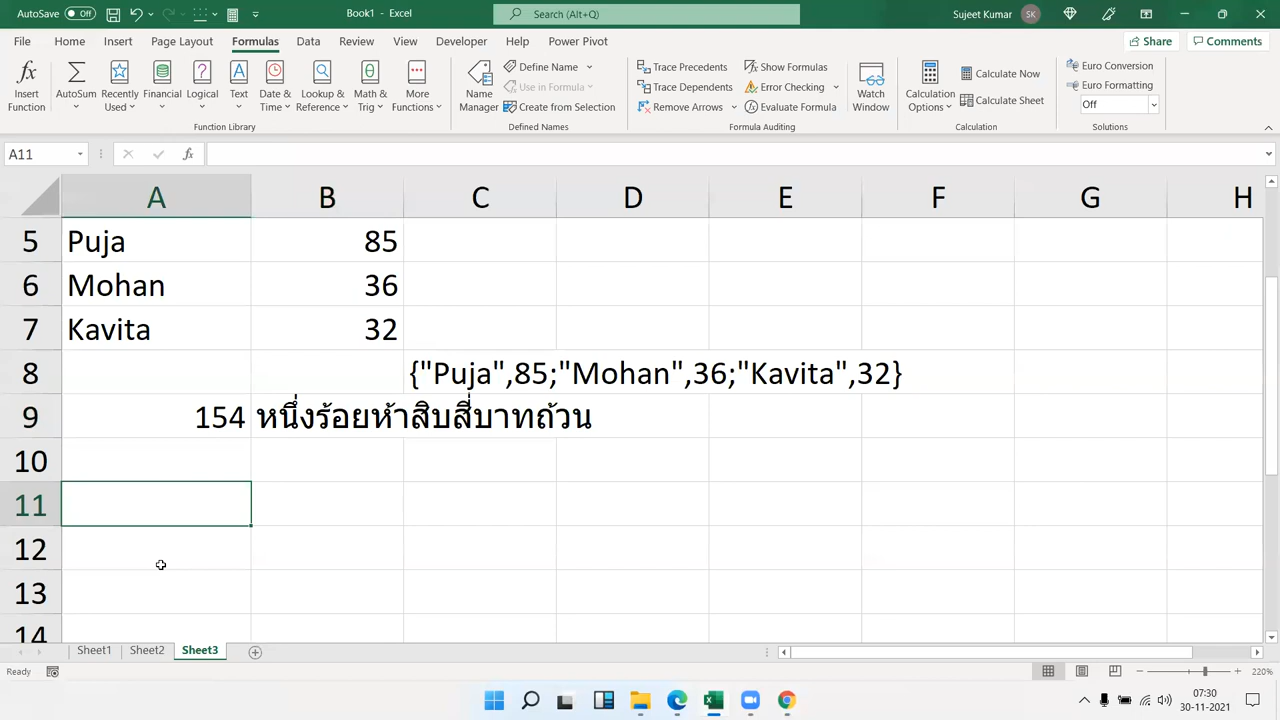 AutoSave Off Book1 - Excel Search (Alt+Q) Sujeet Kumar SK
File Home Insert Page Layout Formulas Data Review View Developer Help Power Pivot Share Comments
Insert Function
AutoSum
Recently Used
Financial
Logical
Text
Date & Time
Lookup & Reference
Math & Trig
More Functions
Function Library
Name Manager
Define Name
Use in Formula
Create from Selection
Defined Names
Trace Precedents
Trace Dependents
Remove Arrows
Show Formulas
Error Checking
Evaluate Formula
Formula Auditing
Watch Window
Calculation Options
Calculate Now
Calculate Sheet
Calculation
Euro Conversion
Euro Formatting
Off
Solutions
A11 fx
A B C D E F G H
5 Puja 85
6 Mohan 36
7 Kavita 32
8 {"Puja",85;"Mohan",36;"Kavita",32}
9 154 หนึ่งร้อยห้าสิบสี่บาทถ้วน
10
11
12
13
14
Sheet1 Sheet2 Sheet3
Ready 220%
07:30
30-11-2021